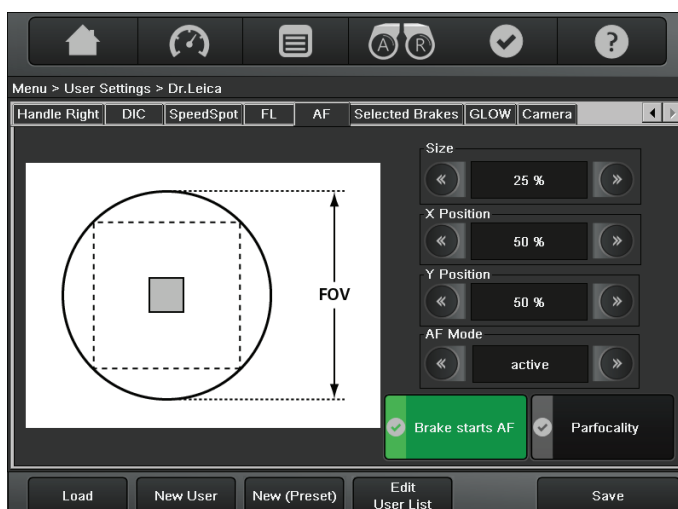 A R
?
Menu > User Settings > Dr.Leica
Handle Right DIC SpeedSpot FL AF Selected Brakes GLOW Camera
Size
25 %
X Position
50 %
Y Position
50 %
FOV
AF Mode
active
Brake starts AF
Parfocality
Load
New User
New (Preset)
Edit
User List
Save